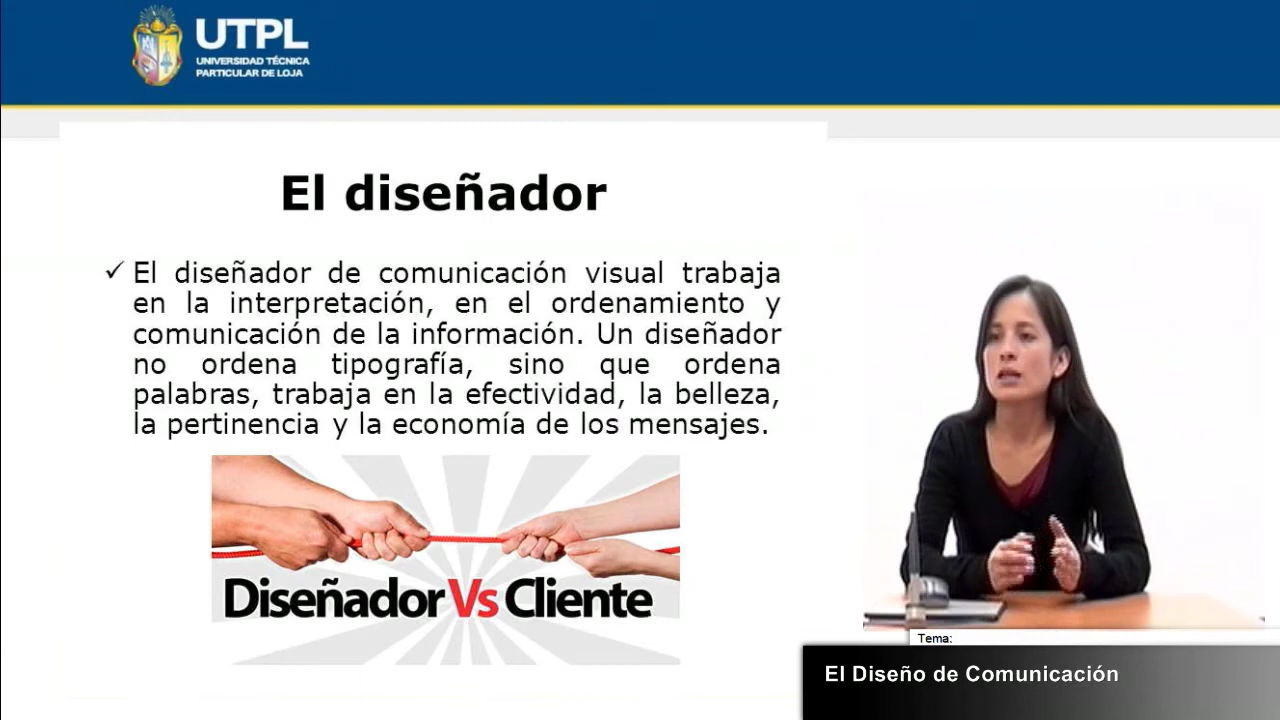 UTPL
UNIVERSIDAD TÉCNICA
PARTICULAR DE LOJA
El diseñador
✓ El diseñador de comunicación visual trabaja
en la interpretación, en el ordenamiento y
comunicación de la información. Un diseñador
no ordena tipografía, sino que ordena
palabras, trabaja en la efectividad, la belleza,
la pertinencia y la economía de los mensajes.
Diseñador Vs Cliente
Tema:
El Diseño de Comunicación